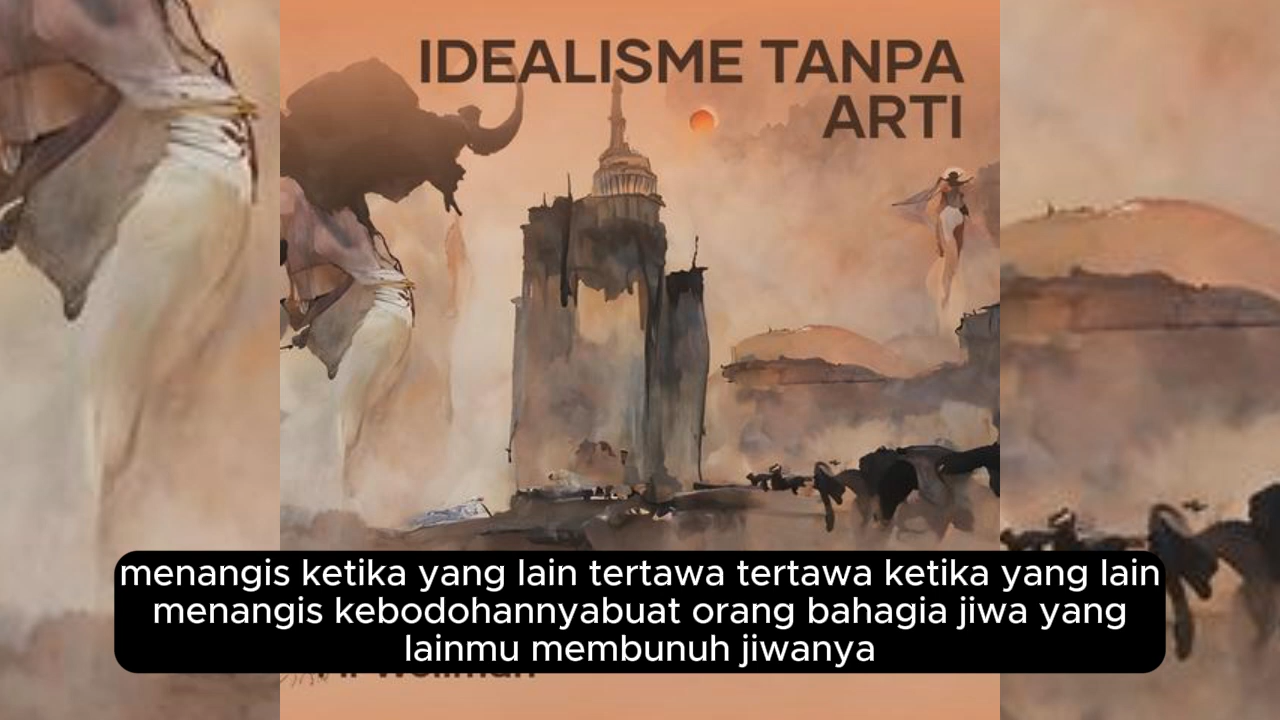 IDEALISME TANPA
ARTI
menangis ketika yang lain tertawa tertawa ketika yang lain
menangis kebodohannyabuat orang bahagia jiwa yang
lainmu membunuh jiwanya